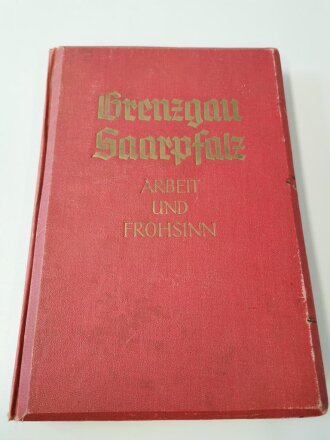 Grenzgau
Saarpfalz
ARBEIT
UND
FROHSINN